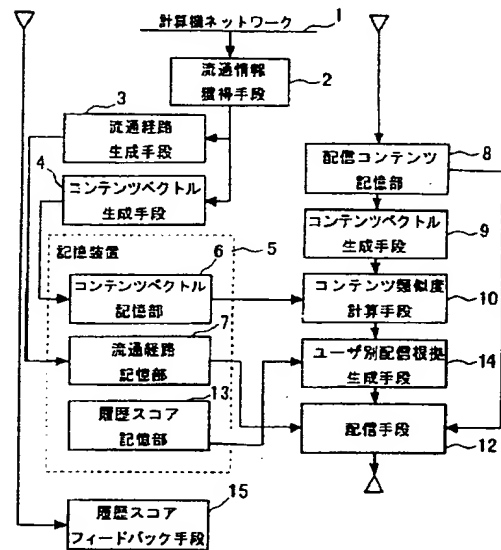 計算機ネットワーク
1
流通情報
獲得手段
2
3
流通経路
生成手段
4
コンテンツベクトル
生成手段
配信コンテンツ
記憶部
8
コンテンツベクトル
生成手段
9
記憶装置
5
6
コンテンツベクトル
記憶部
コンテンツ類似度
計算手段
10
7
流通経路
記憶部
ユーザ別配信根拠
生成手段
14
13
履歴スコア
記憶部
配信手段
12
15
履歴スコア
フィードバック手段